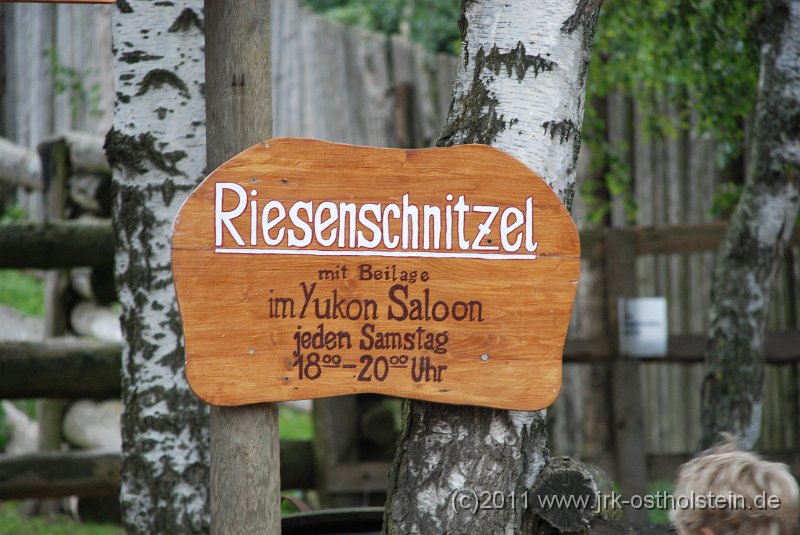 Riesenschnitzel
mit Beilage
im Yukon Saloon
jeden Samstag
18⁰⁰-20⁰⁰ Uhr
(c)2011 www.jrk-ostholstein.de